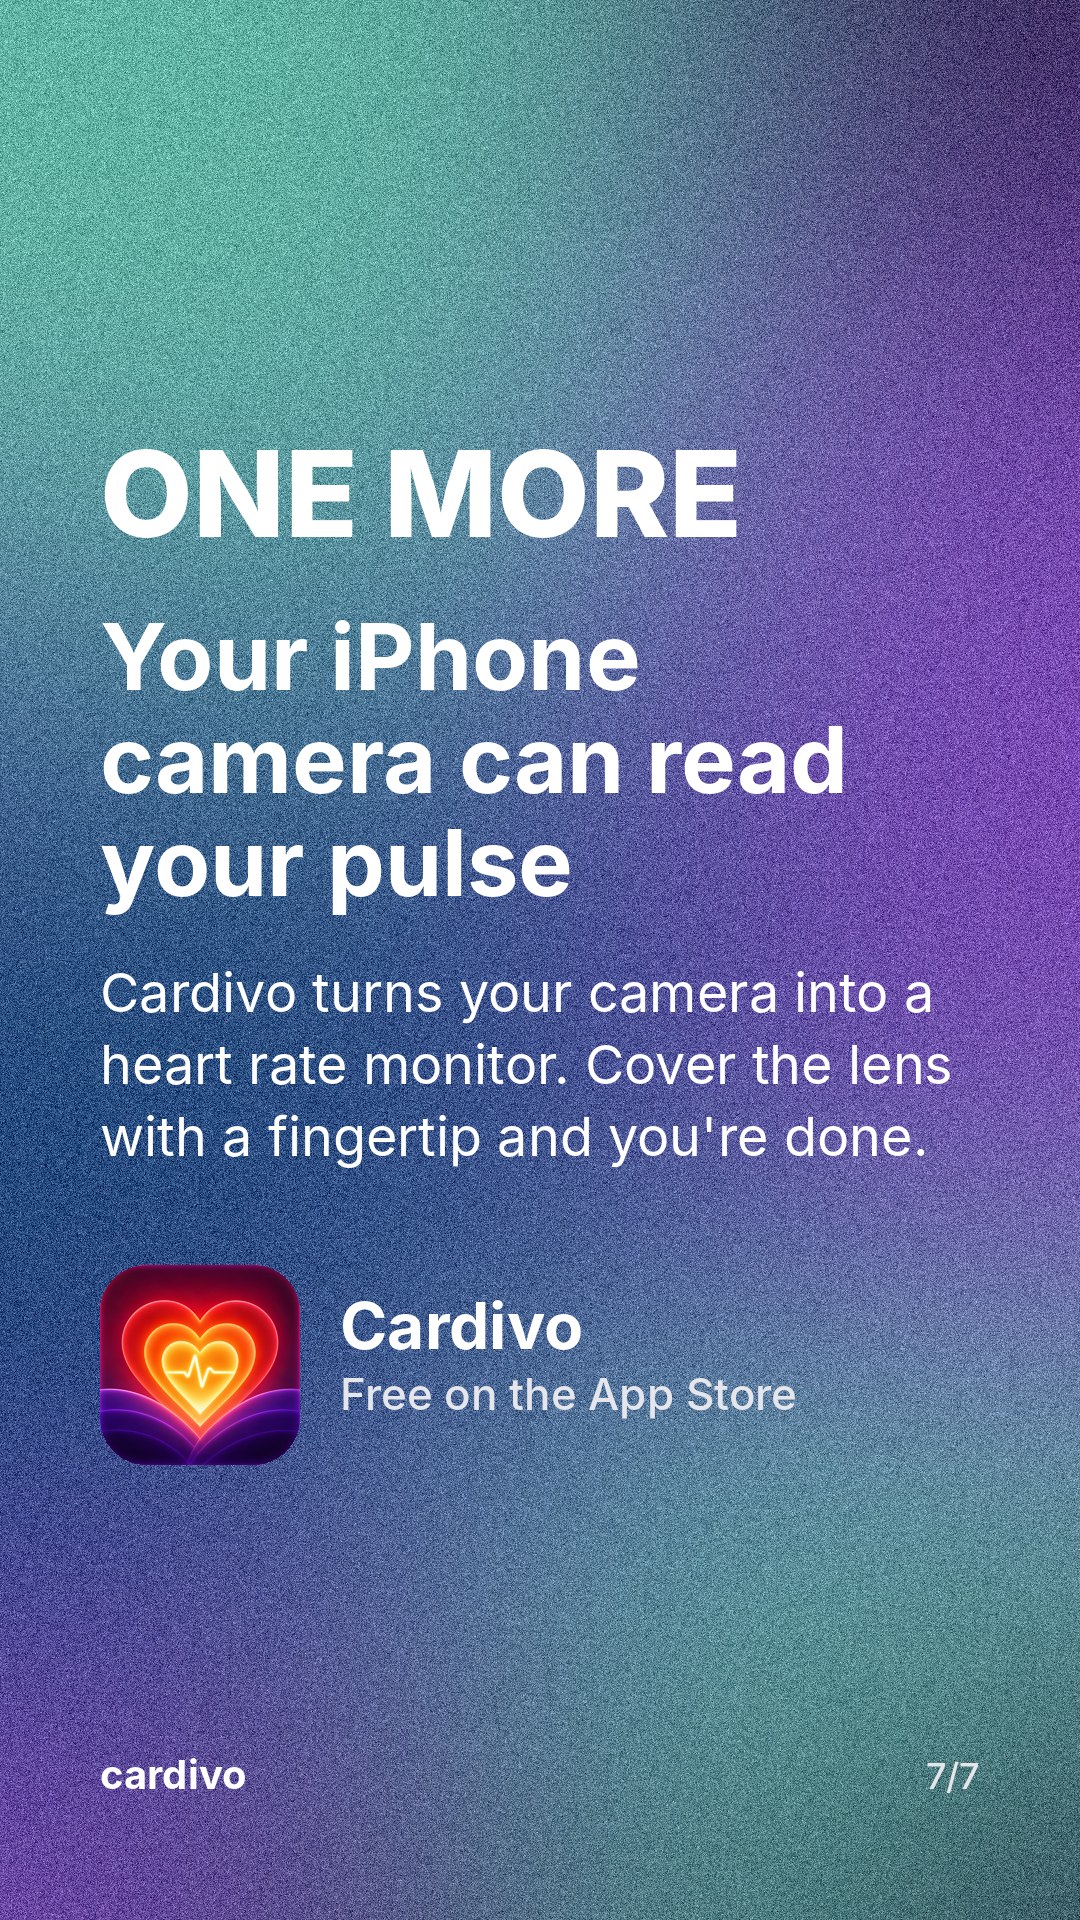 ONE MORE
Your iPhone
camera can read
your pulse
Cardivo turns your camera into a
heart rate monitor. Cover the lens
with a fingertip and you're done.
Cardivo
Free on the App Store
cardivo
7/7